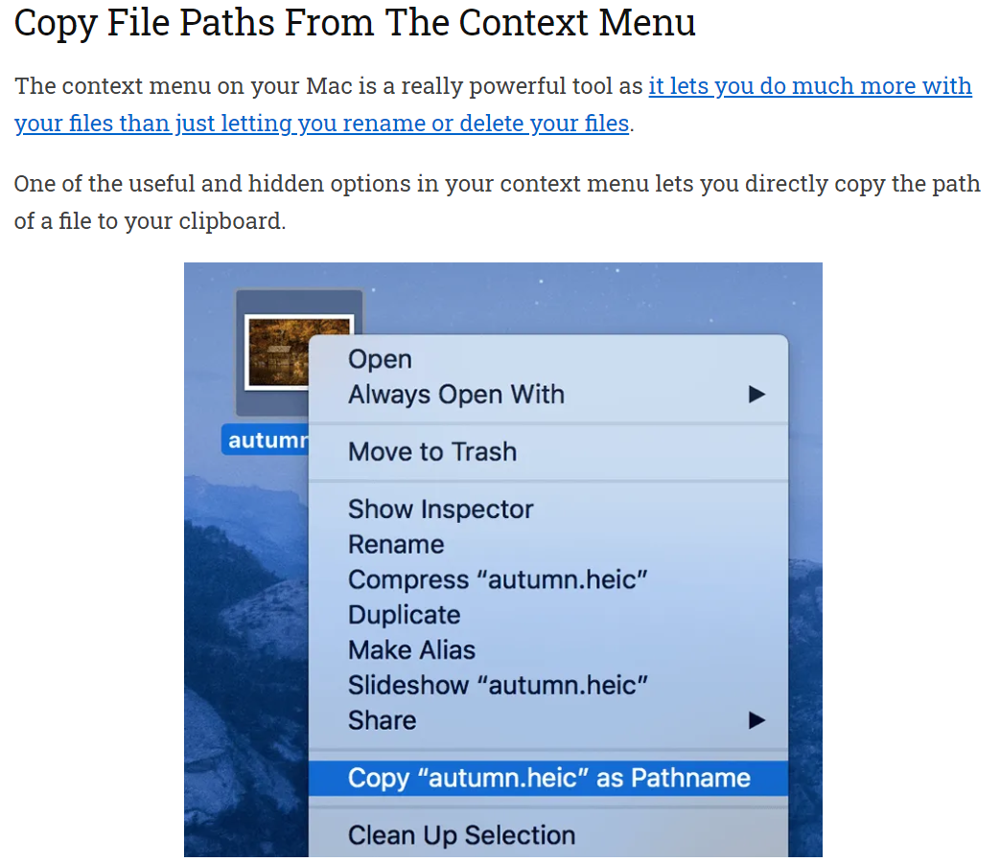 Copy File Paths From The Context Menu
The context menu on your Mac is a really powerful tool as it lets you do much more with
your files than just letting you rename or delete your files.
One of the useful and hidden options in your context menu lets you directly copy the path
of a file to your clipboard.
Open
Always Open With
autumn
Move to Trash
Show Inspector
Rename
Compress “autumn.heic”
Duplicate
Make Alias
Slideshow “autumn.heic”
Share
Copy “autumn.heic” as Pathname
Clean Up Selection